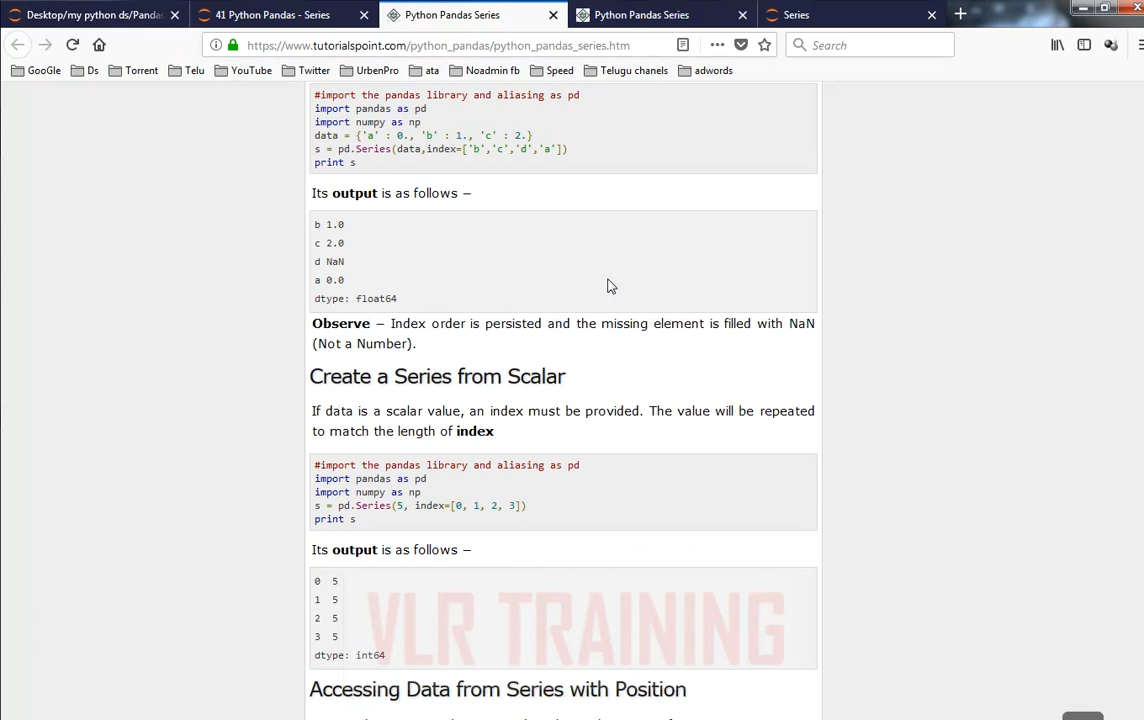 Desktop/my python ds/Panda
41 Python Pandas - Series
Python Pandas Series
Python Pandas Series
Series
https://www.tutorialspoint.com/python_pandas/python_pandas_series.htm
Search
GooGle
Ds
Torrent
Telu
YouTube
Twitter
UrbenPro
ata
Noadmin fb
Speed
Telugu chanels
adwords
#import the pandas library and aliasing as pd
import pandas as pd
import numpy as np
data = {'a' : 0., 'b' : 1., 'c' : 2.}
s = pd.Series(data,index=['b','c','d','a'])
print s
Its output is as follows −
b 1.0
c 2.0
d NaN
a 0.0
dtype: float64
Observe − Index order is persisted and the missing element is filled with NaN
(Not a Number).
Create a Series from Scalar
If data is a scalar value, an index must be provided. The value will be repeated
to match the length of index
#import the pandas library and aliasing as pd
import pandas as pd
import numpy as np
s = pd.Series(5, index=[0, 1, 2, 3])
print s
Its output is as follows −
0 5
1 5
2 5
3 5
dtype: int64
VLR TRAINING
Accessing Data from Series with Position